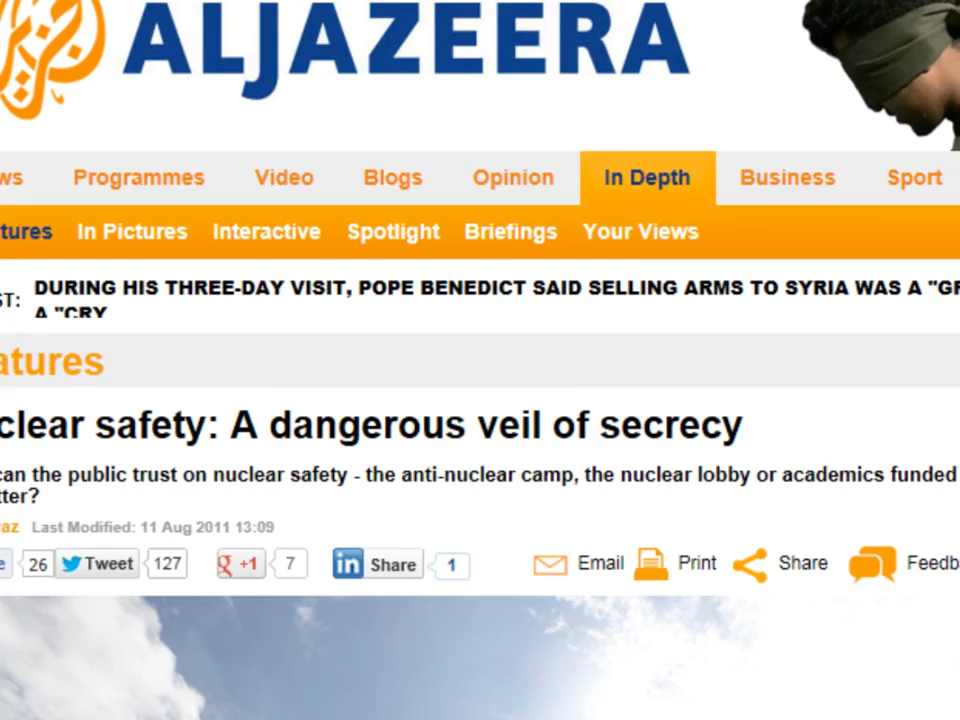 ALJAZEERA
ws Programmes Video Blogs Opinion In Depth Business Sport
tures In Pictures Interactive Spotlight Briefings Your Views
ST: DURING HIS THREE-DAY VISIT, POPE BENEDICT SAID SELLING ARMS TO SYRIA WAS A "GR
A "CRY
atures
clear safety: A dangerous veil of secrecy
can the public trust on nuclear safety - the anti-nuclear camp, the nuclear lobby or academics funded
tter?
az Last Modified: 11 Aug 2011 13:09
e 26 Tweet 127 g +1 7 in Share 1 Email Print Share Feedb